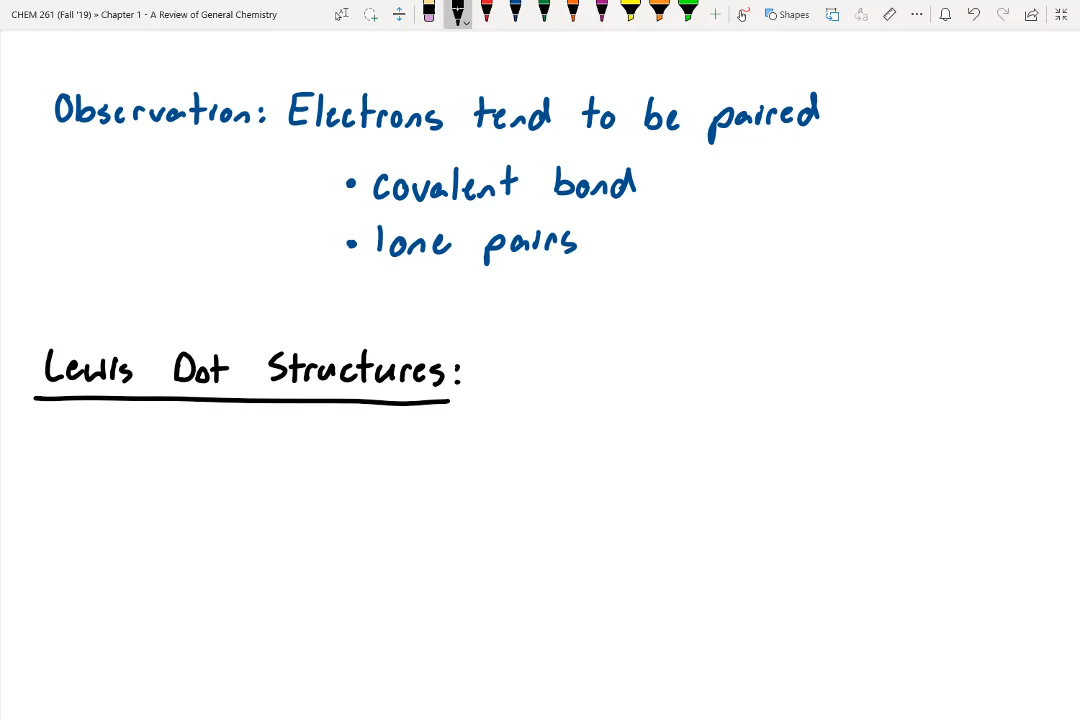 CHEM 261 (Fall '19) » Chapter 1 - A Review of General Chemistry
Shapes
Observation: Electrons tend to be paired
• covalent bond
• lone pairs
Lewis Dot Structures: